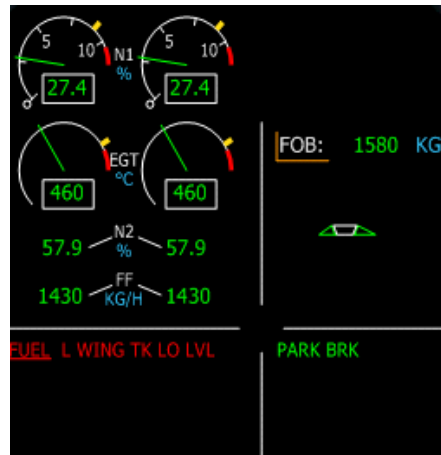 5 10 N1 5 10
27.4 % 27.4
EGT
460 °C 460
FOB: 1580 KG
57.9 N2 57.9
%
1430 FF 1430
KG/H
FUEL L WING TK LO LVL PARK BRK